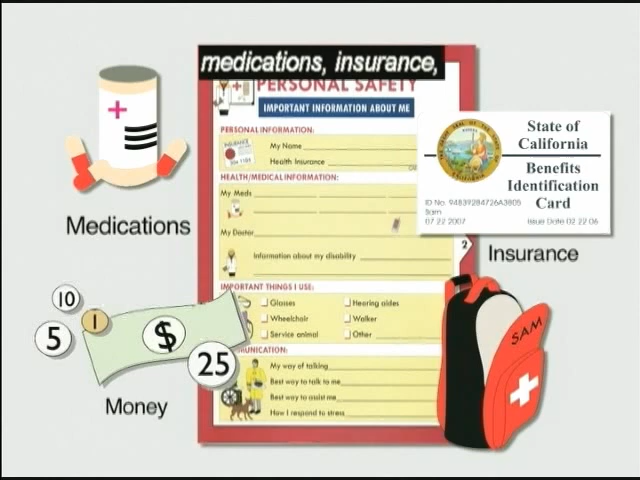 medications, insurance,
PERSONAL SAFETY
IMPORTANT INFORMATION ABOUT ME
PERSONAL INFORMATION:
INSURANCE
My Name
Health Insurance
HEALTH/MEDICAL INFORMATION:
My Meds
My Doctor
Information about my disability
2
IMPORTANT THINGS I USE:
Glasses
Hearing aides
Wheelchair
Walker
Service animal
Other
MUNICATION:
My way of talking
Best way to talk to me
Best way to assist me
How I respond to stress
Medications
State of
California
Benefits
Identification
Card
ID No. 94839284726A3805
Sam
07 22 2007
Issue Date 02 22 06
Insurance
10
5
1
$
25
Money
SAM